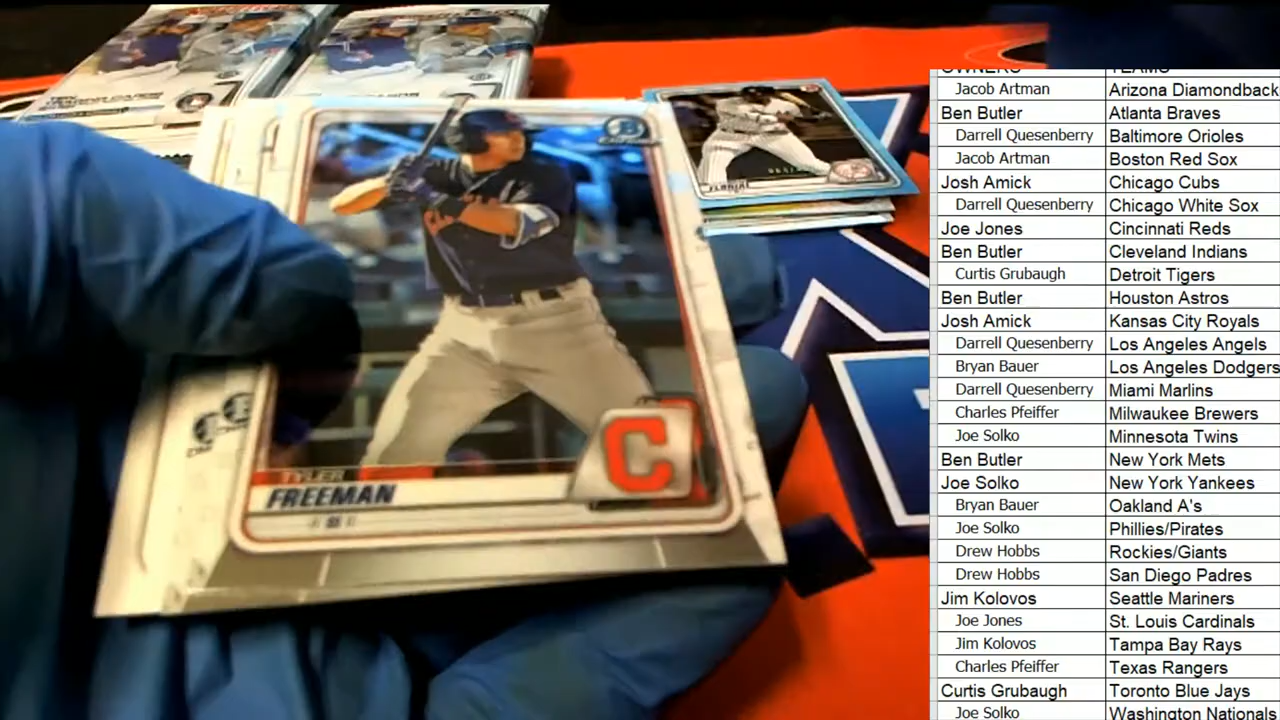 OWNERS TEAMS
Jacob Artman Arizona Diamondback
Ben Butler Atlanta Braves
Darrell Quesenberry Baltimore Orioles
Jacob Artman Boston Red Sox
Josh Amick Chicago Cubs
Darrell Quesenberry Chicago White Sox
Joe Jones Cincinnati Reds
Ben Butler Cleveland Indians
Curtis Grubaugh Detroit Tigers
Ben Butler Houston Astros
Josh Amick Kansas City Royals
Darrell Quesenberry Los Angeles Angels
Bryan Bauer Los Angeles Dodgers
Darrell Quesenberry Miami Marlins
Charles Pfeiffer Milwaukee Brewers
Joe Solko Minnesota Twins
Ben Butler New York Mets
Joe Solko New York Yankees
Bryan Bauer Oakland A's
Joe Solko Phillies/Pirates
Drew Hobbs Rockies/Giants
Drew Hobbs San Diego Padres
Jim Kolovos Seattle Mariners
Joe Jones St. Louis Cardinals
Jim Kolovos Tampa Bay Rays
Charles Pfeiffer Texas Rangers
Curtis Grubaugh Toronto Blue Jays
Joe Solko Washington Nationals
TYLER
FREEMAN
C